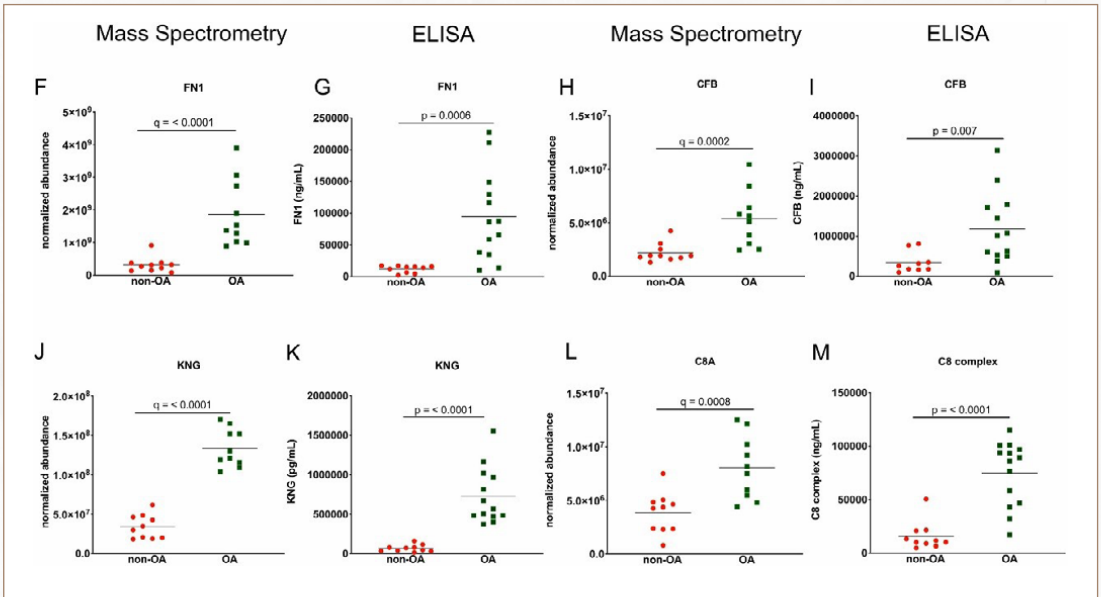 Mass Spectrometry
ELISA
Mass Spectrometry
ELISA
F
FN1
normalized abundance
5×10⁹
4×10⁹
3×10⁹
2×10⁹
1×10⁹
0
q = < 0.0001
non-OA
OA
G
FN1
FN1 (ng/mL)
250000
200000
150000
100000
50000
0
p = 0.0006
non-OA
OA
H
CFB
normalized abundance
1.5×10⁷
1.0×10⁷
5.0×10⁶
0.0
q = 0.0002
non-OA
OA
I
CFB
CFB (ng/mL)
4000000
3000000
2000000
1000000
0
p = 0.007
non-OA
OA
J
KNG
normalized abundance
2.0×10⁸
1.5×10⁸
1.0×10⁸
5.0×10⁷
0.0
q = < 0.0001
non-OA
OA
K
KNG
KNG (pg/mL)
2000000
1500000
1000000
500000
0
p = < 0.0001
non-OA
OA
L
C8A
normalized abundance
1.5×10⁷
1.0×10⁷
5.0×10⁶
0.0
q = 0.0008
non-OA
OA
M
C8 complex
C8 complex (ng/mL)
150000
100000
50000
0
p = < 0.0001
non-OA
OA